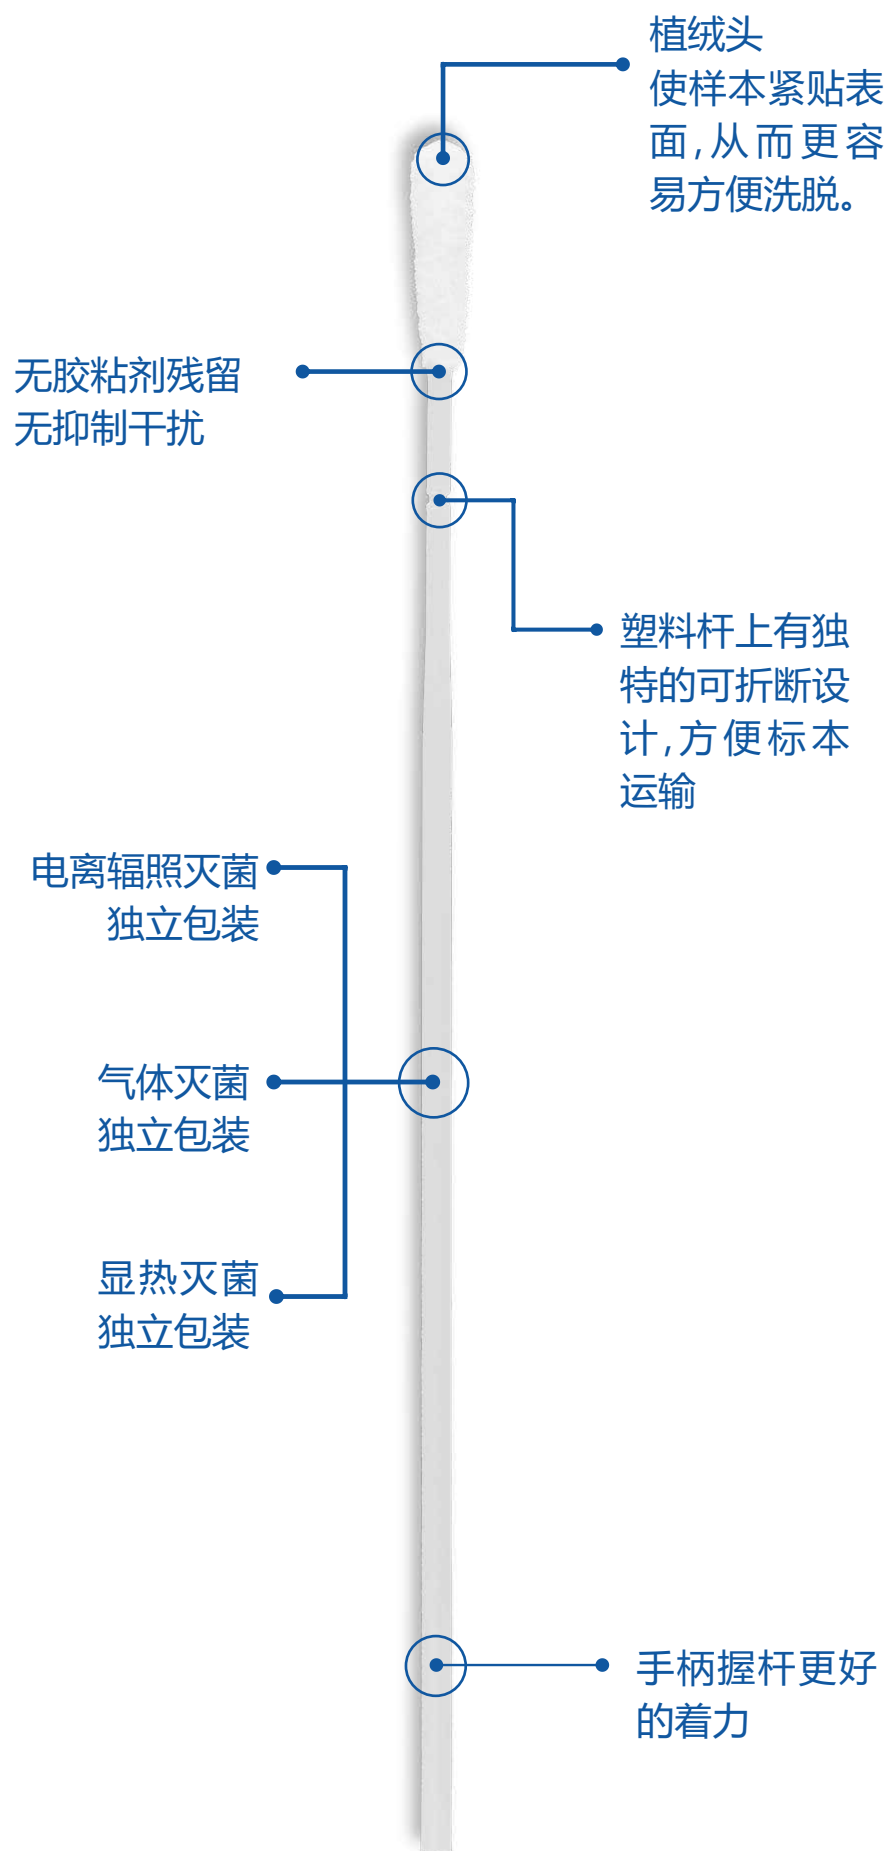 植绒头
使样本紧贴表
面,从而更容
易方便洗脱。
无胶粘剂残留
无抑制干扰
塑料杆上有独
特的可折断设
计,方便标本
运输
电离辐照灭菌
独立包装
气体灭菌
独立包装
显热灭菌
独立包装
手柄握杆更好
的着力